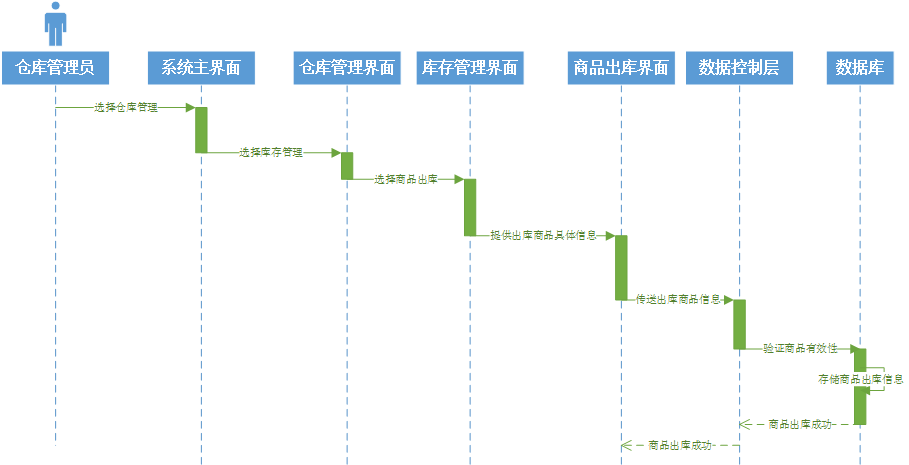 仓库管理员
系统主界面
仓库管理界面
库存管理界面
商品出库界面
数据控制层
数据库
选择仓库管理
选择库存管理
选择商品出库
提供出库商品具体信息
传送出库商品信息
验证商品有效性
存储商品出库信息
商品出库成功
商品出库成功